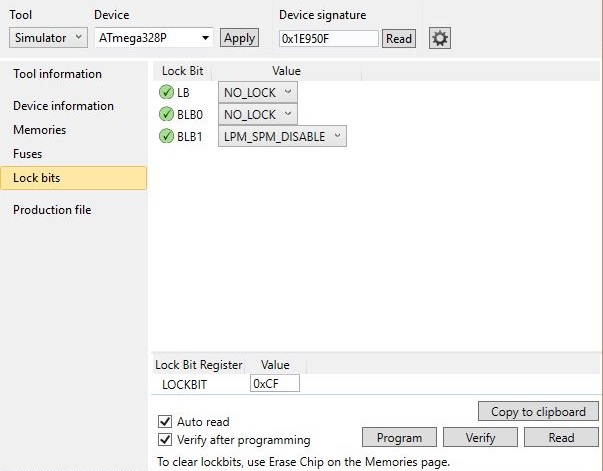 Tool Device Device signature
Simulator ATmega328P Apply 0x1E950F Read
Tool information
Device information
Memories
Fuses
Lock bits
Production file
Lock Bit Value
LB NO_LOCK
BLB0 NO_LOCK
BLB1 LPM_SPM_DISABLE
Lock Bit Register Value
LOCKBIT 0xCF
Copy to clipboard
Auto read
Verify after programming Program Verify Read
To clear lockbits, use Erase Chip on the Memories page.